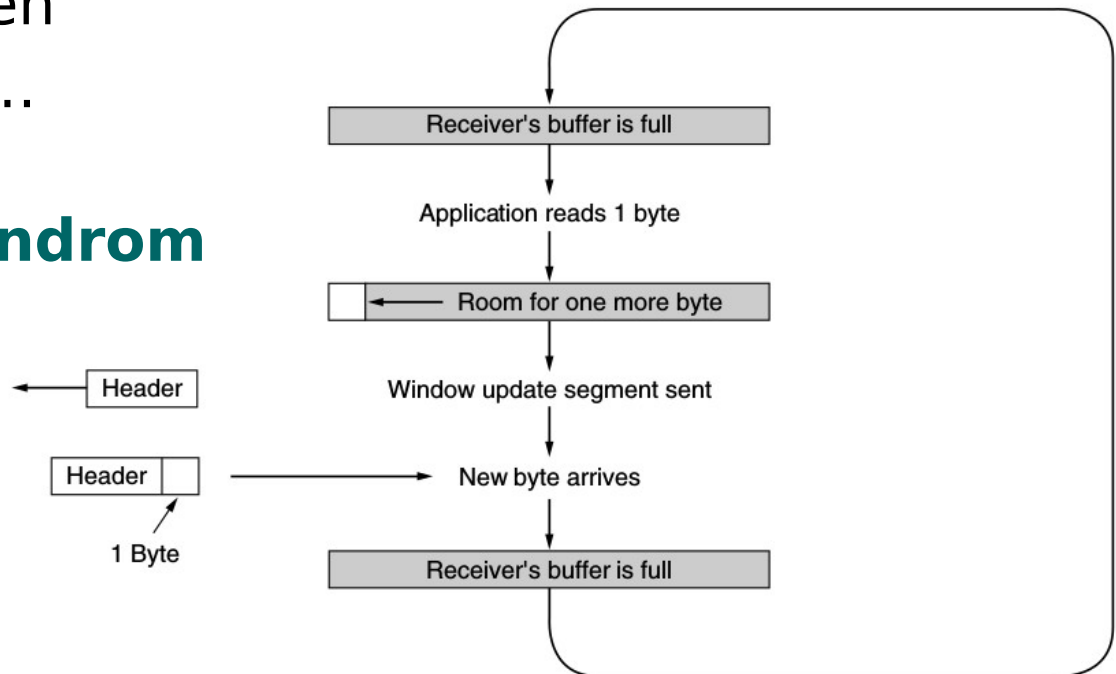 en
..
ndrom
Receiver's buffer is full
Application reads 1 byte
Room for one more byte
Header
Window update segment sent
Header
New byte arrives
1 Byte
Receiver's buffer is full